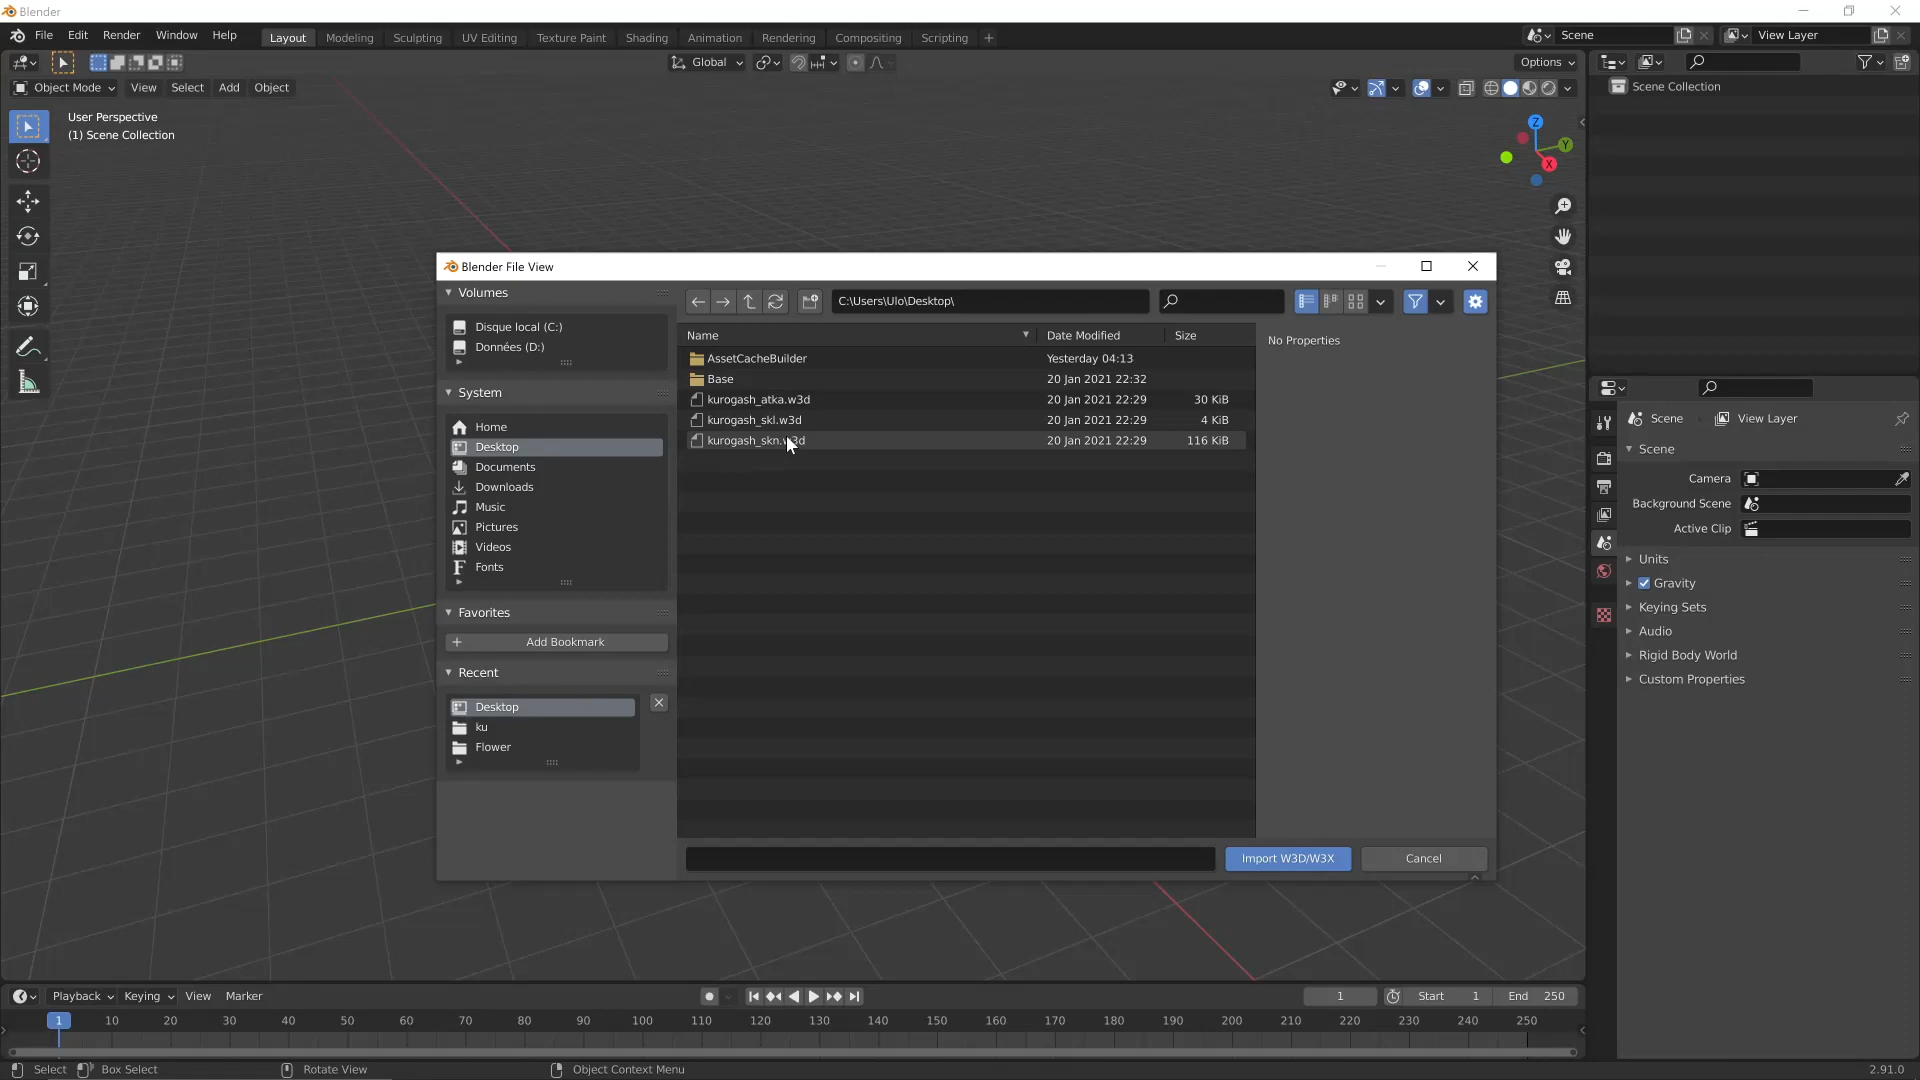 Blender
File Edit Render Window Help Layout Modeling Sculpting UV Editing Texture Paint Shading Animation Rendering Compositing Scripting + Scene View Layer
Global Options
Object Mode View Select Add Object
User Perspective
(1) Scene Collection
Z
Y
X
Scene Collection
Blender File View
Volumes
Disque local (C:)
Données (D:)
System
Home
Desktop
Documents
Downloads
Music
Pictures
Videos
Fonts
Favorites
+ Add Bookmark
Recent
Desktop
ku
Flower
C:\Users\Ulo\Desktop\
Name Date Modified Size
AssetCacheBuilder Yesterday 04:13
Base 20 Jan 2021 22:32
kurogash_atka.w3d 20 Jan 2021 22:29 30 KiB
kurogash_skl.w3d 20 Jan 2021 22:29 4 KiB
kurogash_skn.w3d 20 Jan 2021 22:29 116 KiB
No Properties
Import W3D/W3X Cancel
Scene View Layer
Scene
Camera
Background Scene
Active Clip
Units
Gravity
Keying Sets
Audio
Rigid Body World
Custom Properties
Playback Keying View Marker 1 Start 1 End 250
1 10 20 30 40 50 60 70 80 90 100 110 120 130 140 150 160 170 180 190 200 210 220 230 240 250
Select Box Select Rotate View Object Context Menu 2.91.0